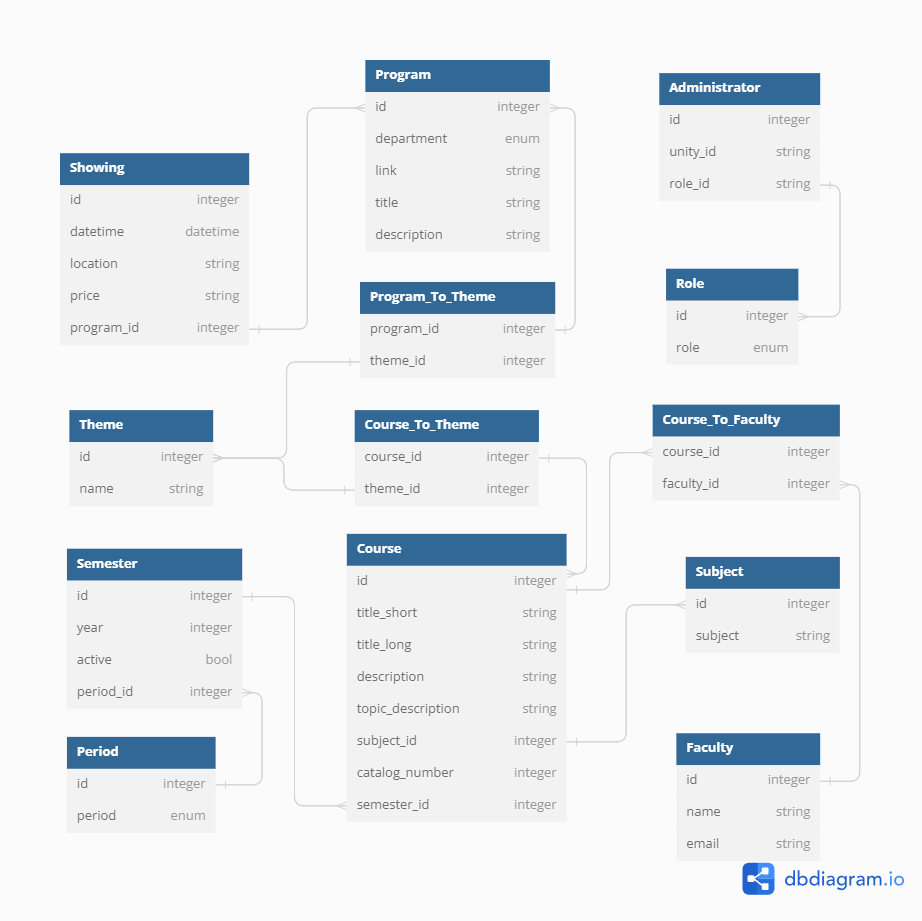 Program
id integer
department enum
link string
title string
description string
Administrator
id integer
unity_id string
role_id string
Showing
id integer
datetime datetime
location string
price string
program_id integer
Role
id integer
role enum
Program_To_Theme
program_id integer
theme_id integer
Theme
id integer
name string
Course_To_Theme
course_id integer
theme_id integer
Course_To_Faculty
course_id integer
faculty_id integer
Semester
id integer
year integer
active bool
period_id integer
Course
id integer
title_short string
title_long string
description string
topic_description string
subject_id integer
catalog_number integer
semester_id integer
Subject
id integer
subject string
Period
id integer
period enum
Faculty
id integer
name string
email string
dbdiagram.io